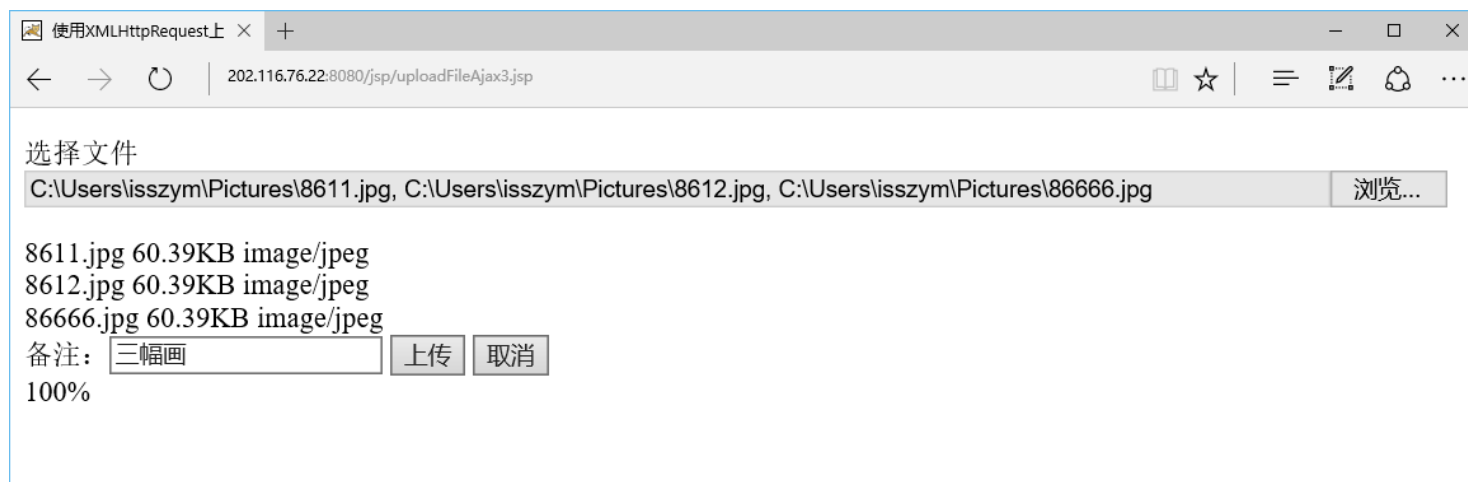 使用XMLHttpRequest上
202.116.76.22:8080/jsp/uploadFileAjax3.jsp
选择文件
C:\Users\isszym\Pictures\8611.jpg, C:\Users\isszym\Pictures\8612.jpg, C:\Users\isszym\Pictures\86666.jpg 浏览...
8611.jpg 60.39KB image/jpeg
8612.jpg 60.39KB image/jpeg
86666.jpg 60.39KB image/jpeg
备注：三幅画 上传 取消
100%